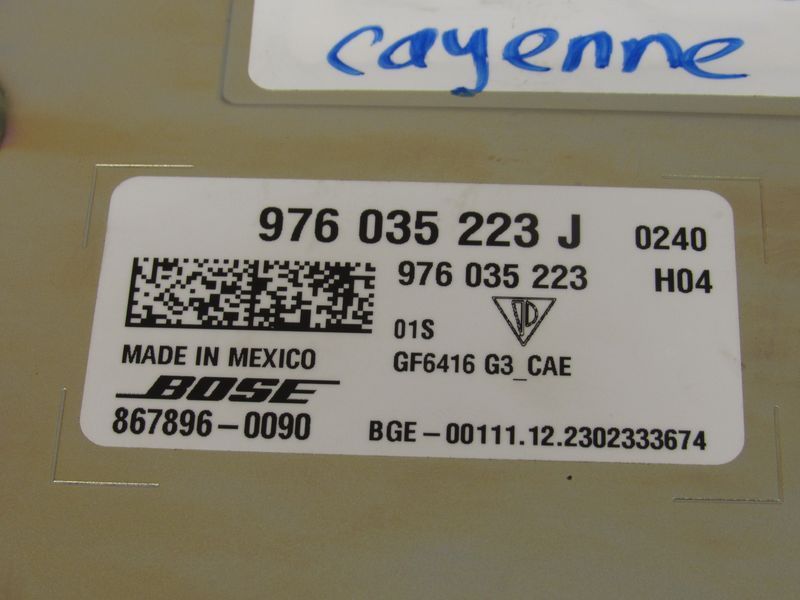 cayenne
976 035 223 J 0240
976 035 223 H04
01S
MADE IN MEXICO GF6416 G3_CAE
BOSE
867896-0090 BGE-00111.12.2302333674